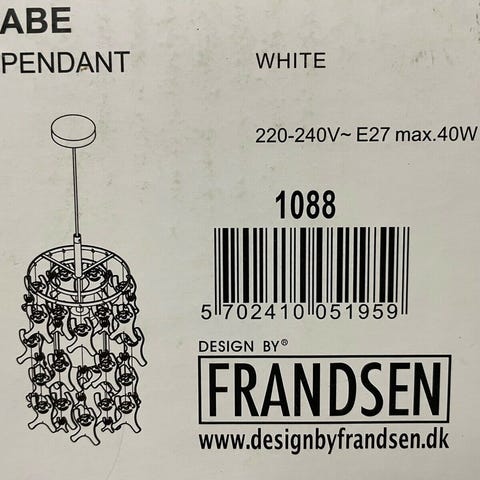 ABE
PENDANT
WHITE
220-240V~ E27 max.40W
1088
5 702410 051959
DESIGN BY®
FRANDSEN
www.designbyfrandsen.dk